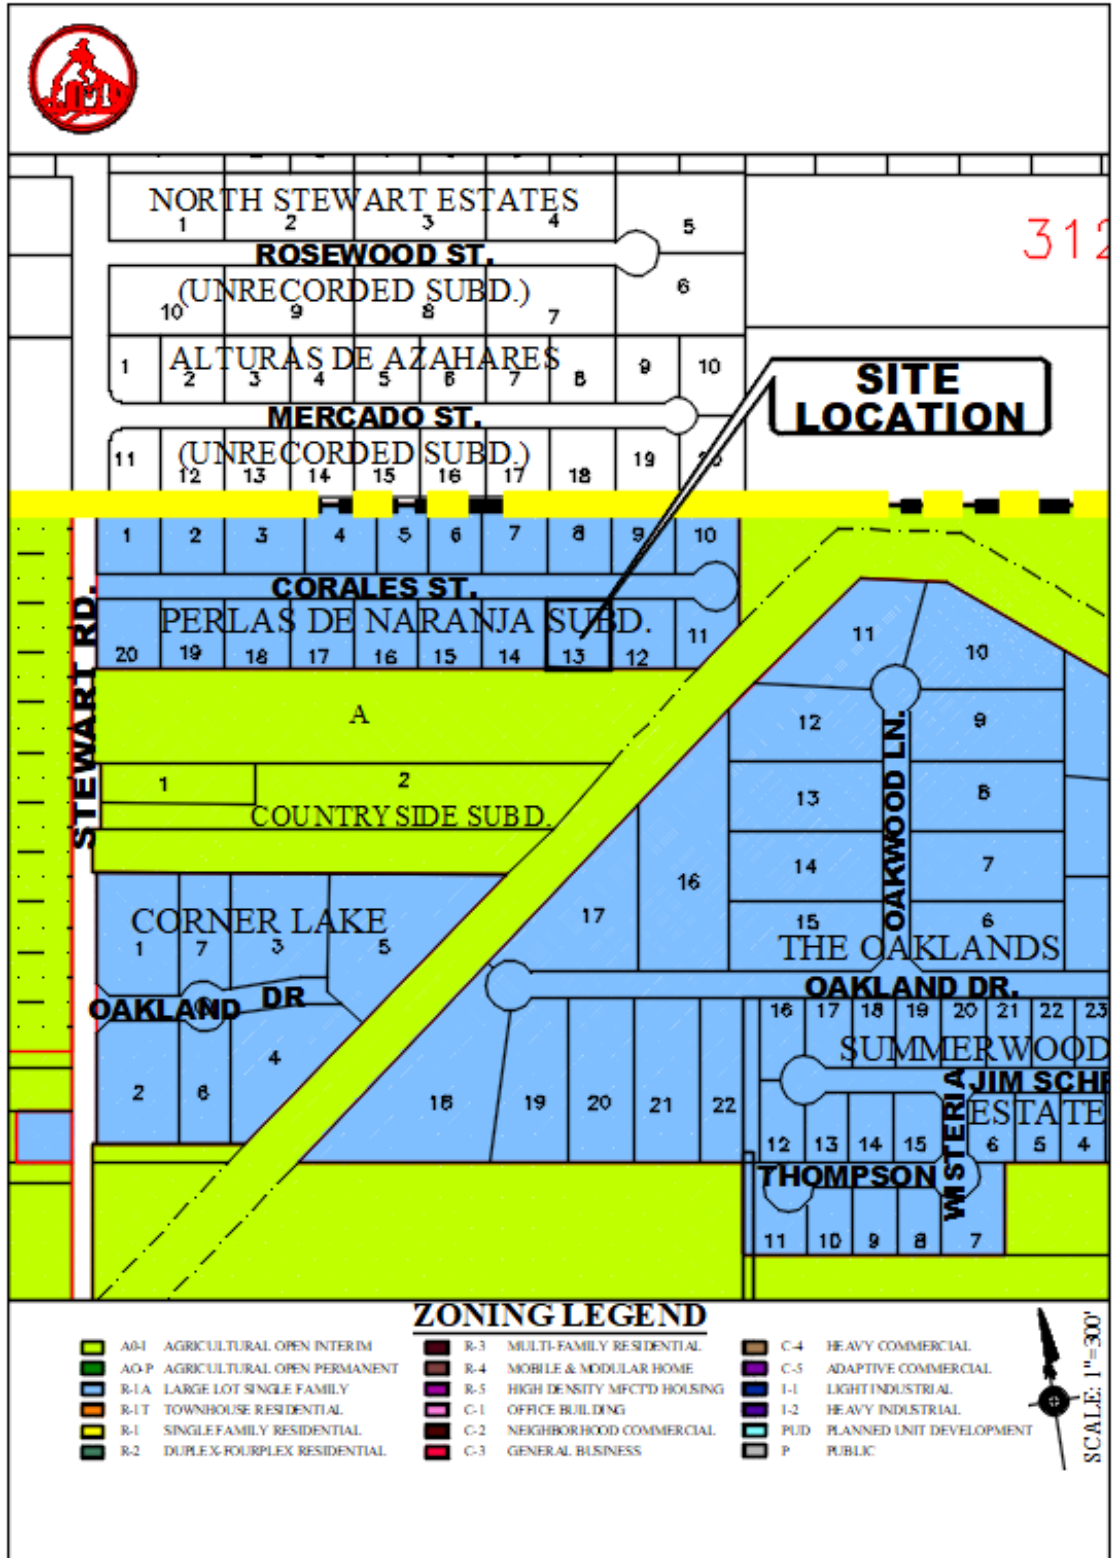 NORTH STEWART ESTATES
1 2 3 4 5
ROSEWOOD ST.
312
(UNRECORDED SUBD.)
10 9 8 7 6
ALTURAS DE AZAHARES
1 2 3 4 5 6 7 8 9 10
SITE
LOCATION
MERCADO ST.
(UNRECORDED SUBD.)
11 12 13 14 15 16 17 18 19
1 2 3 4 5 6 7 8 9 10
CORALES ST.
PERLAS DE NARANJA SUBD.
20 19 18 17 16 15 14 13 12 11
STEWART RD.
A
1 2
COUNTRYSIDE SUBD.
11 10
12 9
13 8
14 7
15 6
OAKWOOD LN.
16
17
THE OAKLANDS
CORNER LAKE
1 7 3 5
OAKLAND DR
2 6 4
OAKLAND DR.
18 19 20 21 22
16 17 18 19 20 21 22 23
SUMMERWOOD
JIM SCH
ESTATE
WISTERIA
12 13 14 15 6 5 4
THOMPSON
11 10 9 8 7
ZONING LEGEND
A0-I AGRICULTURAL OPEN INTERIM
AO-P AGRICULTURAL OPEN PERMANENT
R-1A LARGE LOT SINGLE FAMILY
R-1T TOWNHOUSE RESIDENTIAL
R-1 SINGLE FAMILY RESIDENTIAL
R-2 DUPLEX-FOURPLEX RESIDENTIAL
R-3 MULTI-FAMILY RESIDENTIAL
R-4 MOBILE & MODULAR HOME
R-5 HIGH DENSITY MFCTD HOUSING
C-1 OFFICE BUILDING
C-2 NEIGHBORHOOD COMMERCIAL
C-3 GENERAL BUSINESS
C-4 HEAVY COMMERCIAL
C-5 ADAPTIVE COMMERCIAL
I-1 LIGHT INDUSTRIAL
I-2 HEAVY INDUSTRIAL
PUD PLANNED UNIT DEVELOPMENT
P PUBLIC
SCALE: 1"=300'